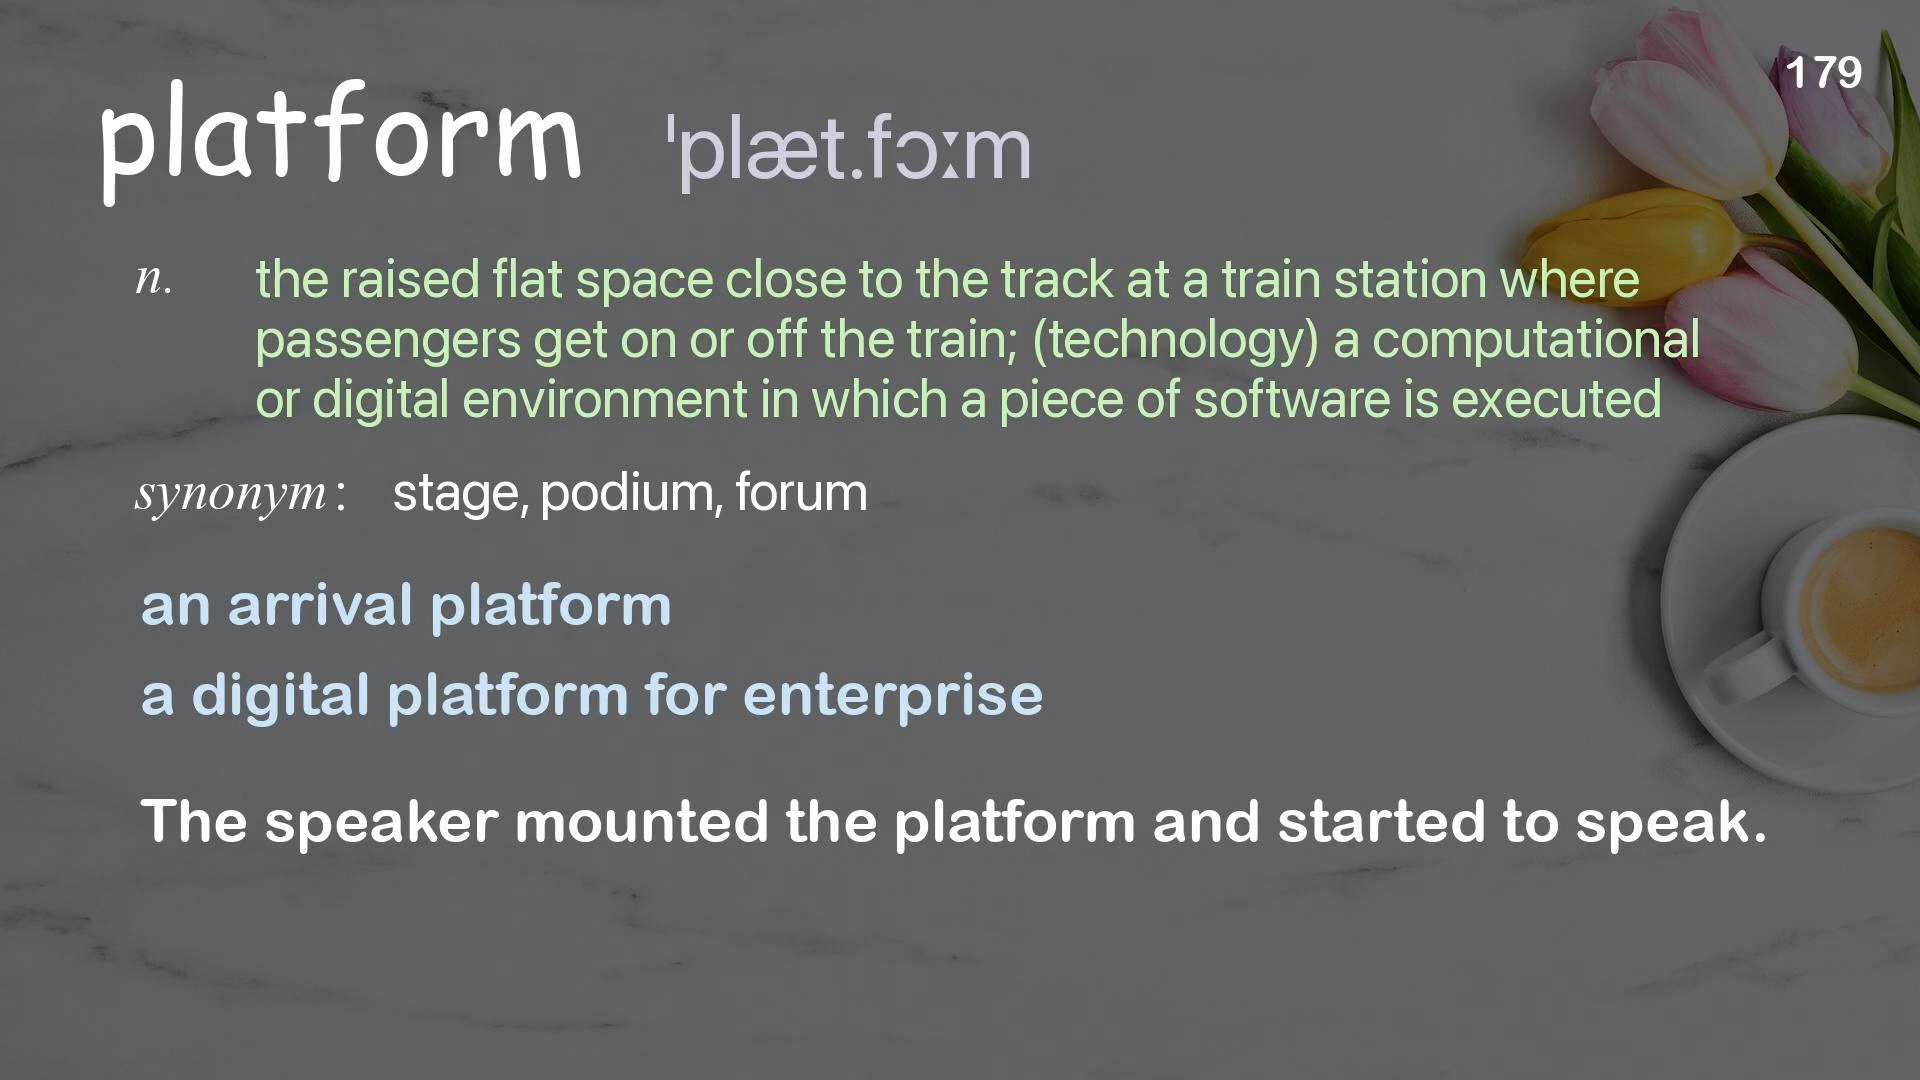 179
platform ˈplæt.fɔːm
n. the raised flat space close to the track at a train station where
passengers get on or off the train; (technology) a computational
or digital environment in which a piece of software is executed
synonym: stage, podium, forum
an arrival platform
a digital platform for enterprise
The speaker mounted the platform and started to speak.